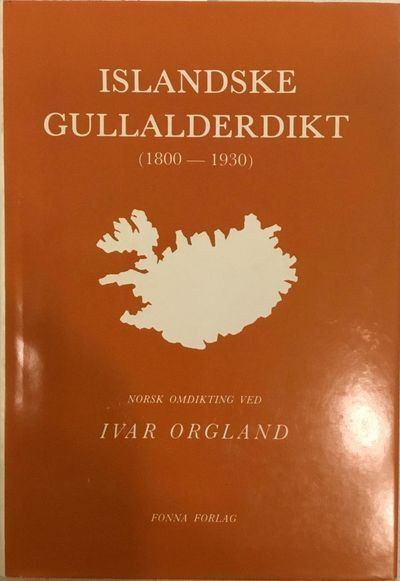 ISLANDSKE
GULLALDERDIKT
(1800 — 1930)
NORSK OMDIKTING VED
IVAR ORGLAND
FONNA FORLAG